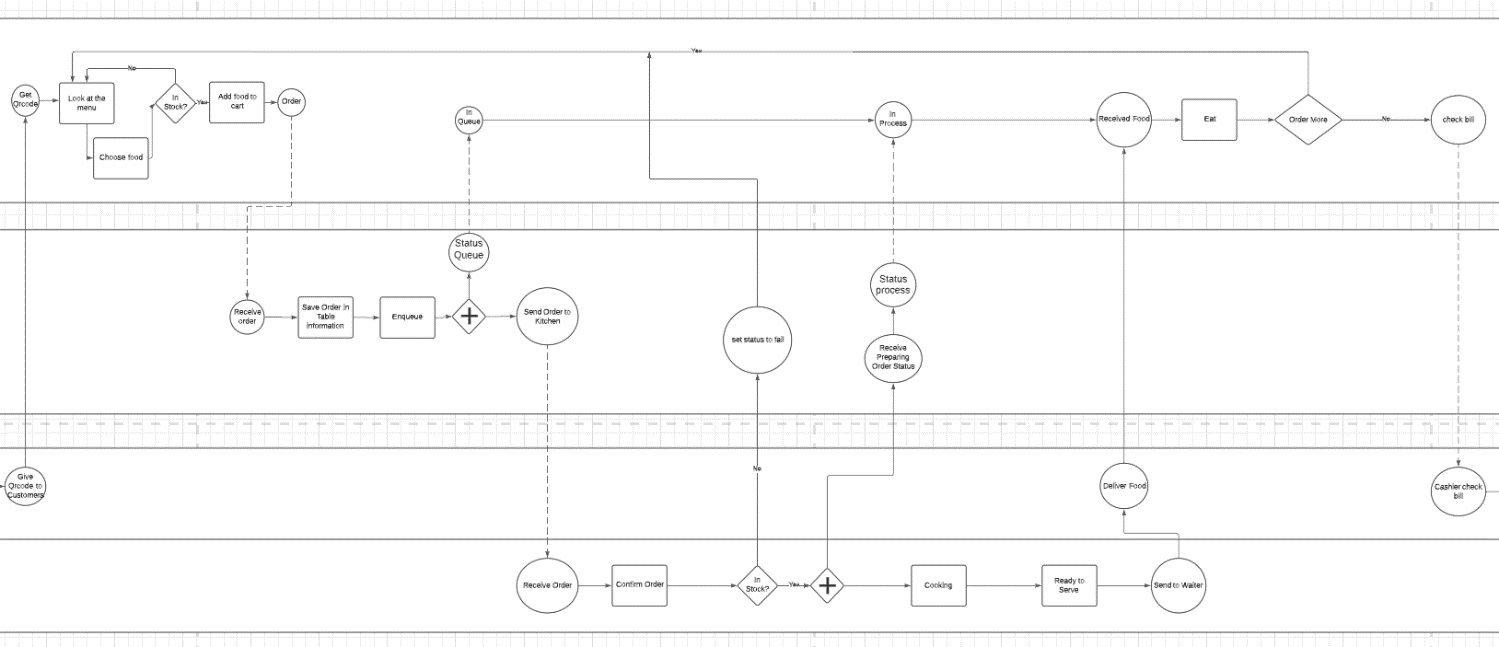 Yes
No
Get
Qrcode
Look at the
menu
In
Stock?
Yes
Add food to
cart
Order
Choose food
In
Queue
In
Process
Received Food
Eat
Order More
No
check bill
Status
Queue
Receive
order
Save Order in
Table
Information
Enqueue
Send Order to
Kitchen
set status to fail
Status
process
Receive
Preparing
Order Status
No
Give
Qrcode to
Customers
Deliver Food
Cashier check
bill
Receive Order
Confirm Order
In
Stock?
Yes
Cooking
Ready to
Serve
Send to Waiter